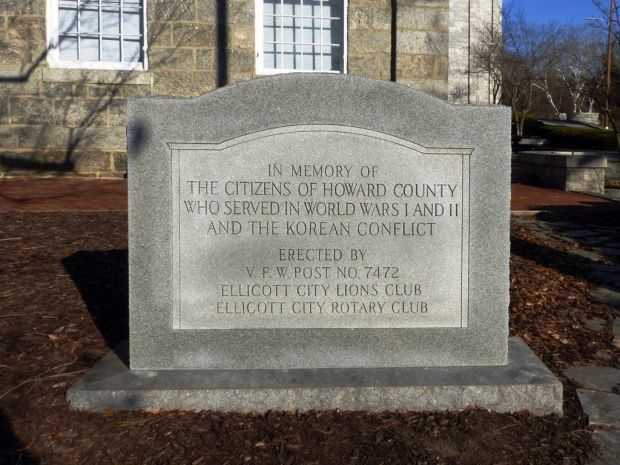 IN MEMORY OF
THE CITIZENS OF HOWARD COUNTY
WHO SERVED IN WORLD WARS I AND II
AND THE KOREAN CONFLICT
ERECTED BY
V. F. W. POST NO. 7472
ELLICOTT CITY LIONS CLUB
ELLICOTT CITY ROTARY CLUB